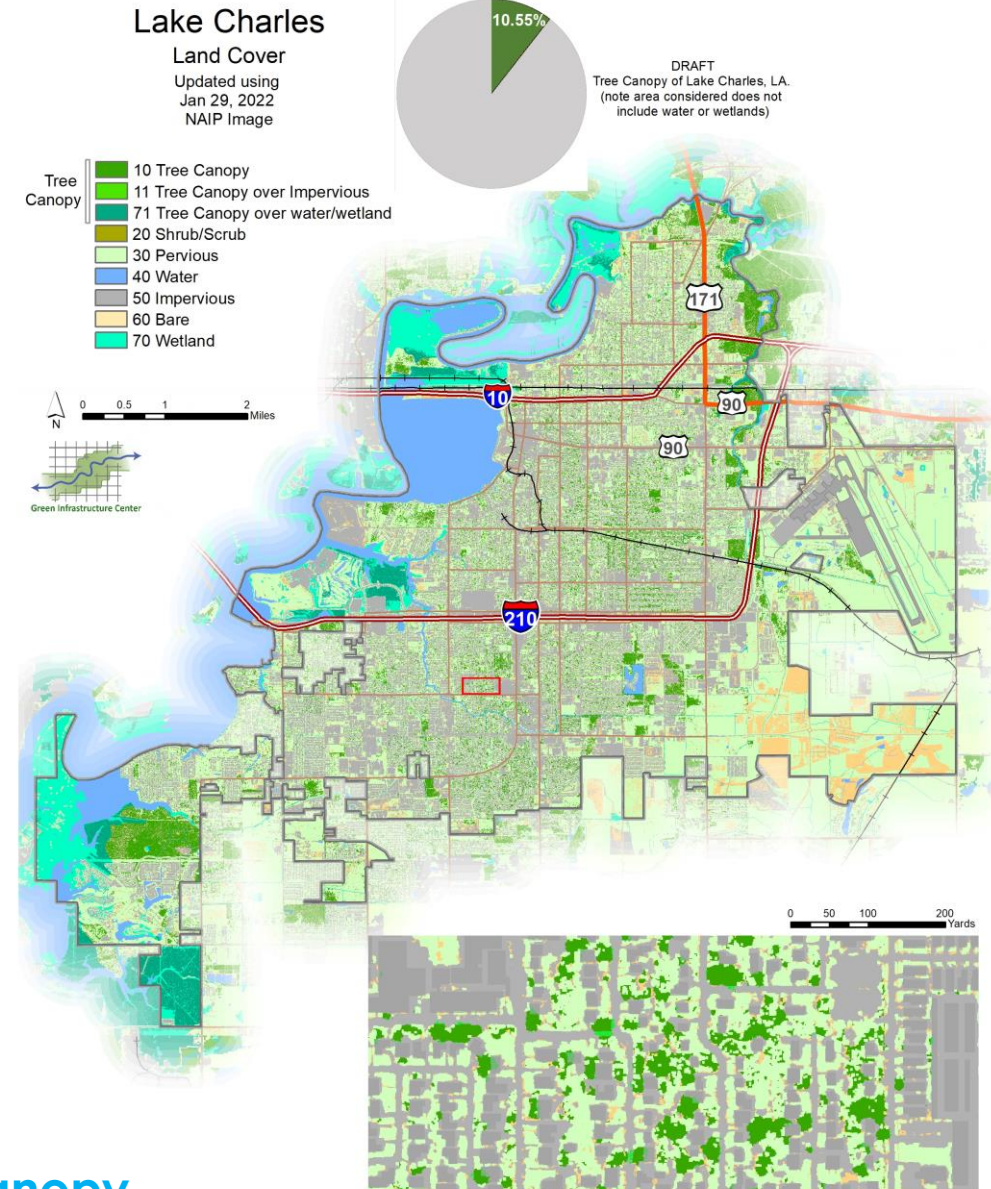 Lake Charles
Land Cover
Updated using
Jan 29, 2022
NAIP Image
10.55%
DRAFT
Tree Canopy of Lake Charles, LA.
(note area considered does not
include water or wetlands)
Tree
Canopy
10 Tree Canopy
11 Tree Canopy over Impervious
71 Tree Canopy over water/wetland
20 Shrub/Scrub
30 Pervious
40 Water
50 Impervious
60 Bare
70 Wetland
N
0 0.5 1 2
Miles
Green Infrastructure Center
171
10
90
90
210
0 50 100 200
Yards